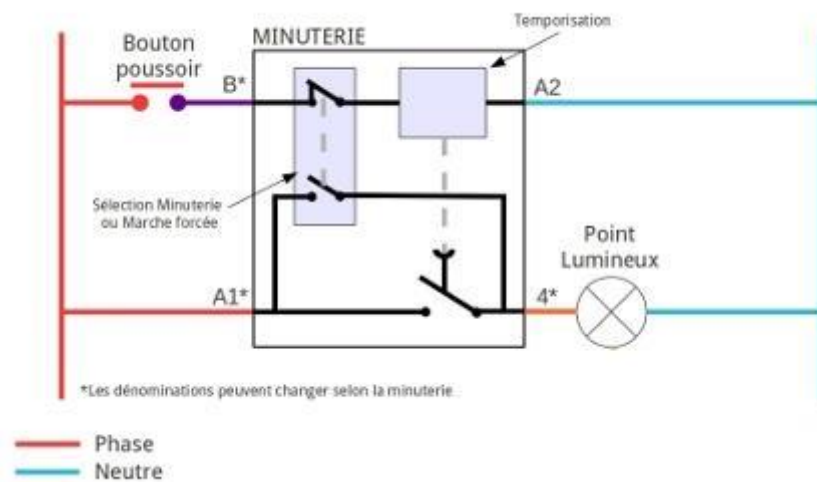 Temporisation
Bouton
poussoir
MINUTERIE
B*
A2
Sélection Minuterie
ou Marche forcée
Point
Lumineux
A1*
4*
*Les dénominations peuvent changer selon la minuterie
Phase
Neutre